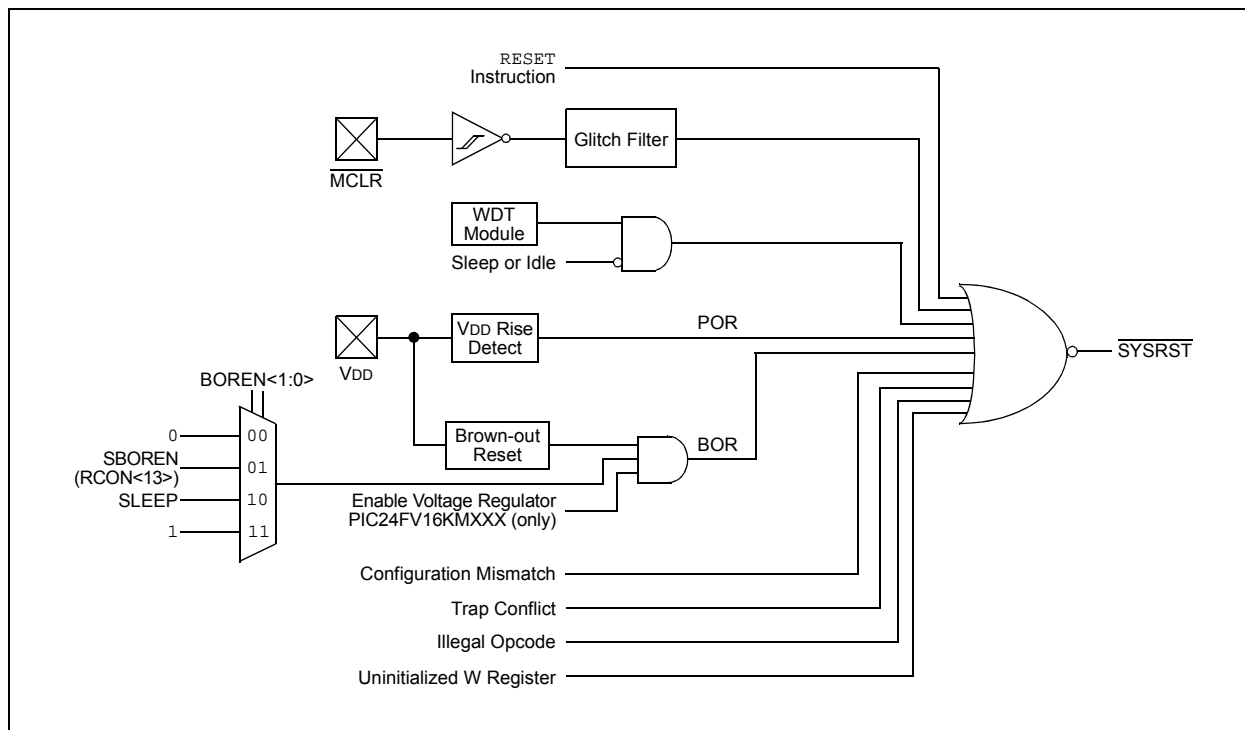 RESET
Instruction
Glitch Filter
MCLR
WDT
Module
Sleep or Idle
VDD Rise
Detect
POR
VDD
SYSRST
BOREN<1:0>
0
00
SBOREN
(RCON<13>)
01
SLEEP
10
1
11
Brown-out
Reset
BOR
Enable Voltage Regulator
PIC24FV16KMXXX (only)
Configuration Mismatch
Trap Conflict
Illegal Opcode
Uninitialized W Register